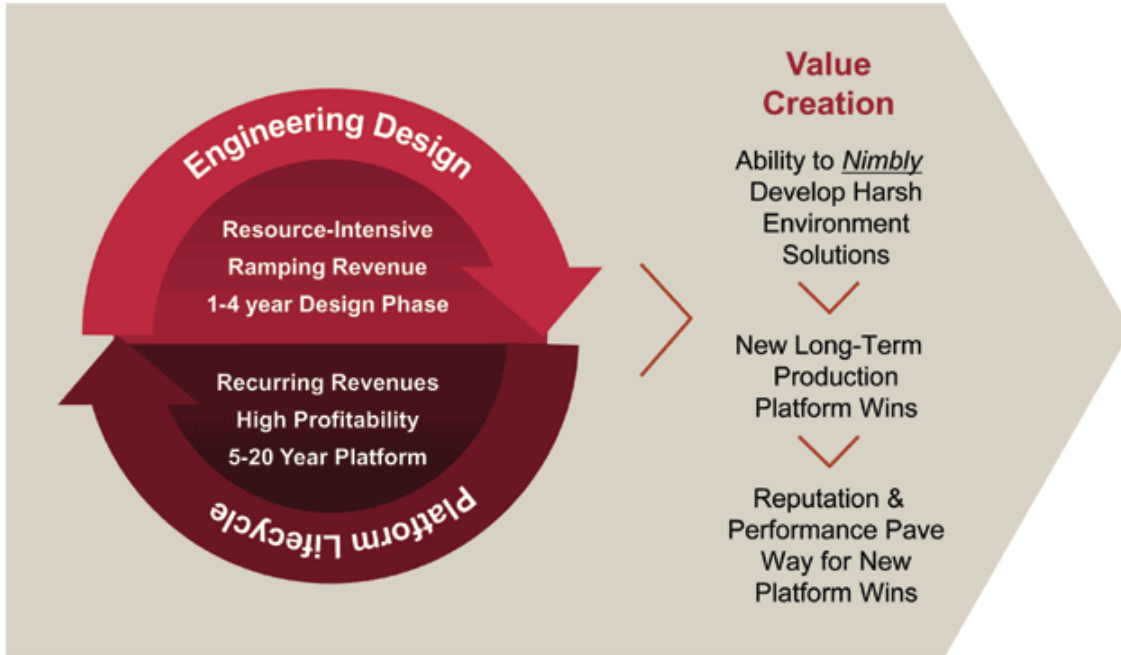 Engineering Design
Resource-Intensive
Ramping Revenue
1-4 year Design Phase
Recurring Revenues
High Profitability
5-20 Year Platform
Platform Lifecycle
Value
Creation
Ability to Nimbly
Develop Harsh
Environment
Solutions
New Long-Term
Production
Platform Wins
Reputation &
Performance Pave
Way for New
Platform Wins